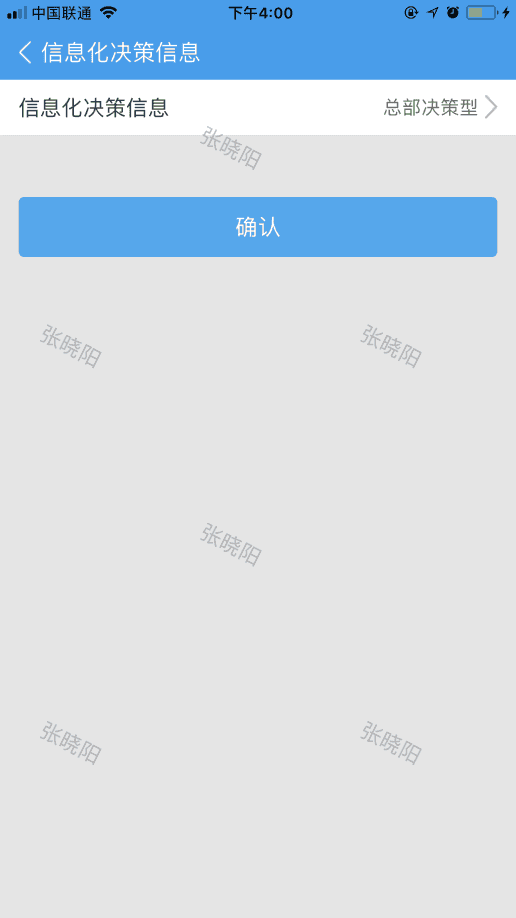 中国联通 下午4:00
信息化决策信息
信息化决策信息 总部决策型
张晓阳
确认
张晓阳 张晓阳
张晓阳
张晓阳 张晓阳